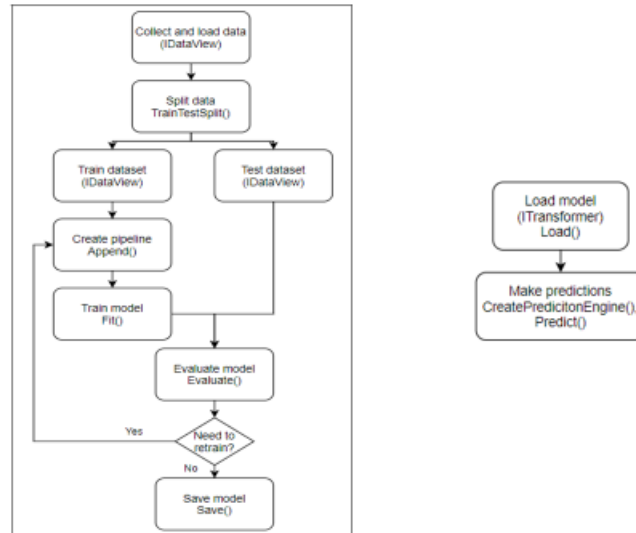 Collect and load data
(IDataView)
Split data
TrainTestSplit()
Train dataset
(IDataView)
Test dataset
(IDataView)
Create pipeline
Append()
Train model
Fit()
Evaluate model
Evaluate()
Need to
retrain?
Yes
No
Save model
Save()
Load model
(ITransformer)
Load()
Make predictions
CreatePredicitonEngine(),
Predict()